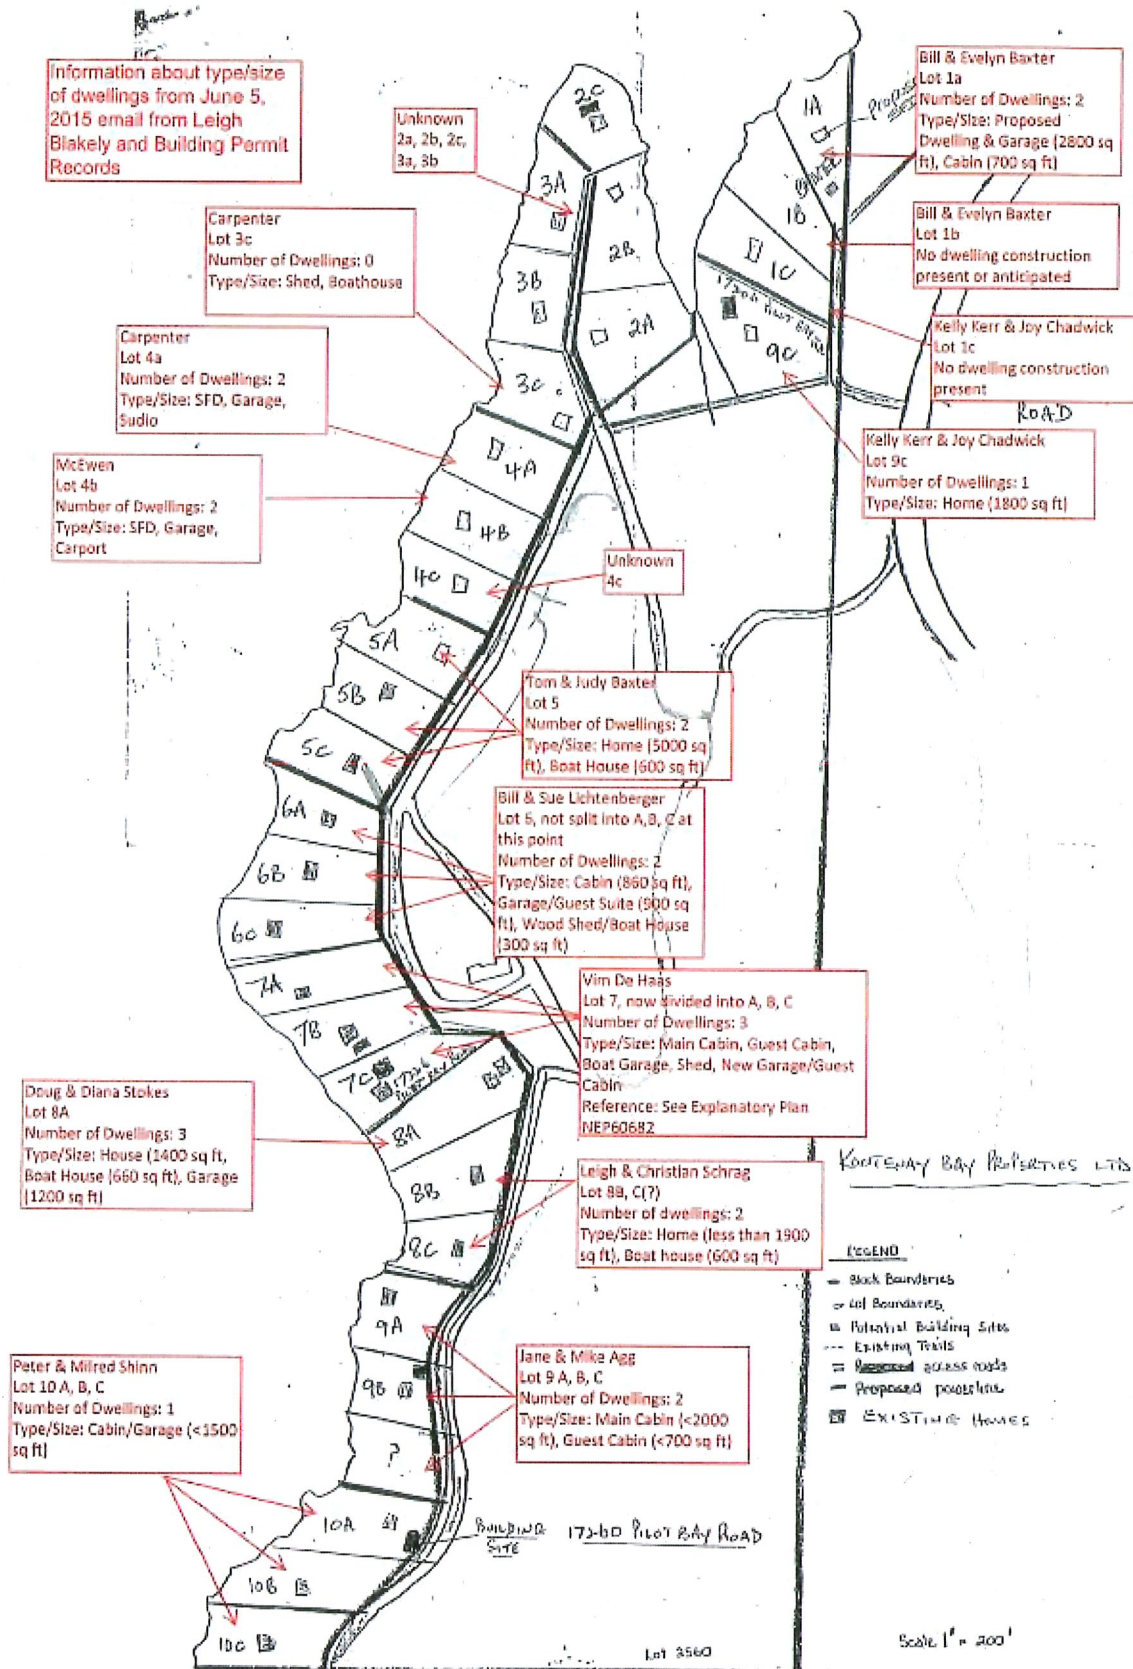 Information about type/size
of dwellings from June 5,
2015 email from Leigh
Blakely and Building Permit
Records
Unknown
2a, 2b, 2c,
3a, 3b
Bill & Evelyn Baxter
Lot 1a
Number of Dwellings: 2
Type/Size: Proposed
Dwelling & Garage (2800 sq
ft), Cabin (700 sq ft)
Bill & Evelyn Baxter
Lot 1b
No dwelling construction
present or anticipated
Kelly Kerr & Joy Chadwick
Lot 1c
No dwelling construction
present
Kelly Kerr & Joy Chadwick
Lot 9c
Number of Dwellings: 1
Type/Size: Home (1800 sq ft)
ROAD
Carpenter
Lot 3c
Number of Dwellings: 0
Type/Size: Shed, Boathouse
Carpenter
Lot 4a
Number of Dwellings: 2
Type/Size: SFD, Garage,
Sudio
McEwen
Lot 4b
Number of Dwellings: 2
Type/Size: SFD, Garage,
Carport
Unknown
4c
2C
1A
3A
1B
2B
1C
3B
2A
9C
3C
4A
4B
4C
5A
5B
5C
Tom & Judy Baxter
Lot 5
Number of Dwellings: 2
Type/Size: Home (5000 sq
ft), Boat House (600 sq ft)
Bill & Sue Lichtenberger
Lot 6, not split into A,B, C at
this point
Number of Dwellings: 2
Type/Size: Cabin (860 sq ft),
Garage/Guest Suite (900 sq
ft), Wood Shed/Boat House
(300 sq ft)
6A
6B
6C
7A
7B
7C
Vim De Haas
Lot 7, now divided into A, B, C
Number of Dwellings: 3
Type/Size: Main Cabin, Guest Cabin,
Boat Garage, Shed, New Garage/Guest
Cabin
Reference: See Explanatory Plan
NEP60682
Doug & Diana Stokes
Lot 8A
Number of Dwellings: 3
Type/Size: House (1400 sq ft,
Boat House (660 sq ft), Garage
(1200 sq ft)
8A
8B
8C
Leigh & Christian Schrag
Lot 8B, C(?)
Number of dwellings: 2
Type/Size: Home (less than 1900
sq ft), Boat house (600 sq ft)
KOOTENAY BAY PROPERTIES LTD
LEGEND
Block Boundaries
Lot Boundaries
Potential Building Sites
Existing Trails
access roads
Proposed powerline
EXISTING HOMES
9A
9B
?
Jane & Mike Agg
Lot 9 A, B, C
Number of Dwellings: 2
Type/Size: Main Cabin (<2000
sq ft), Guest Cabin (<700 sq ft)
Peter & Milred Shinn
Lot 10 A, B, C
Number of Dwellings: 1
Type/Size: Cabin/Garage (<1500
sq ft)
10A
10B
10C
BUILDING
SITE
17260 PILOT BAY ROAD
Lot 3560
Scale 1" = 200'